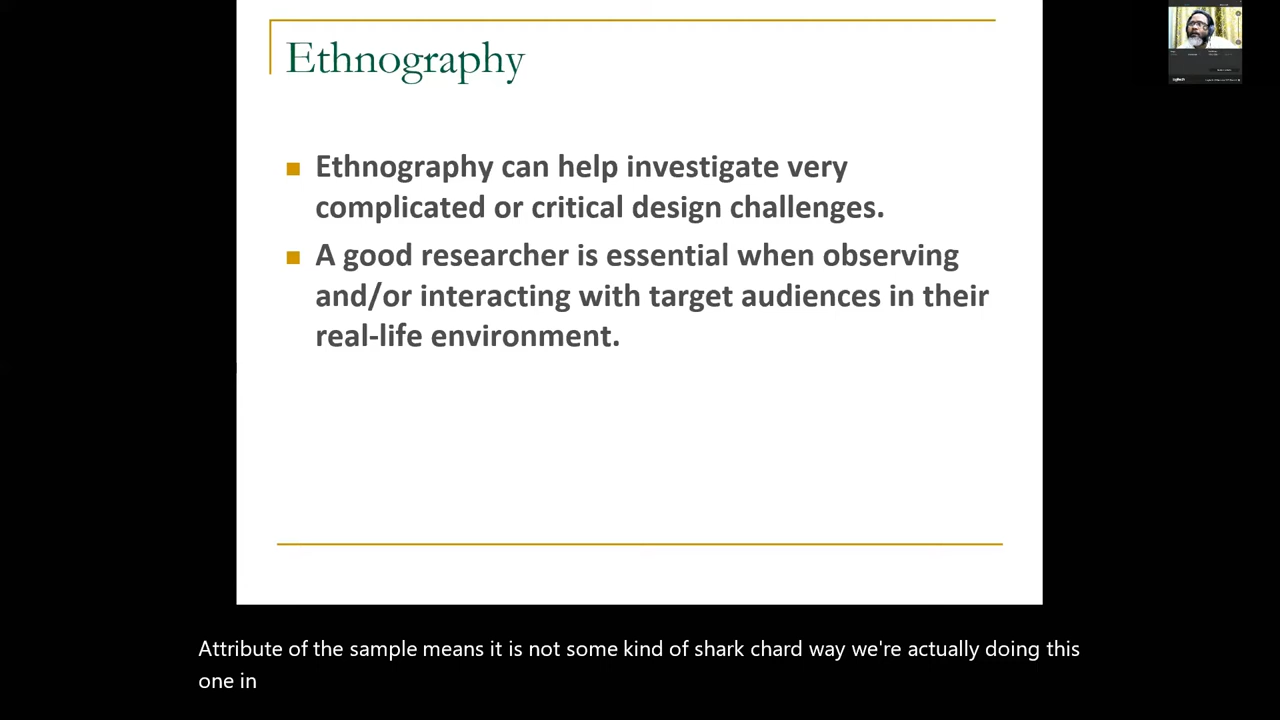 Ethnography
Ethnography can help investigate very
complicated or critical design challenges.
A good researcher is essential when observing
and/or interacting with target audiences in their
real-life environment.
Attribute of the sample means it is not some kind of shark chard way we're actually doing this
one in